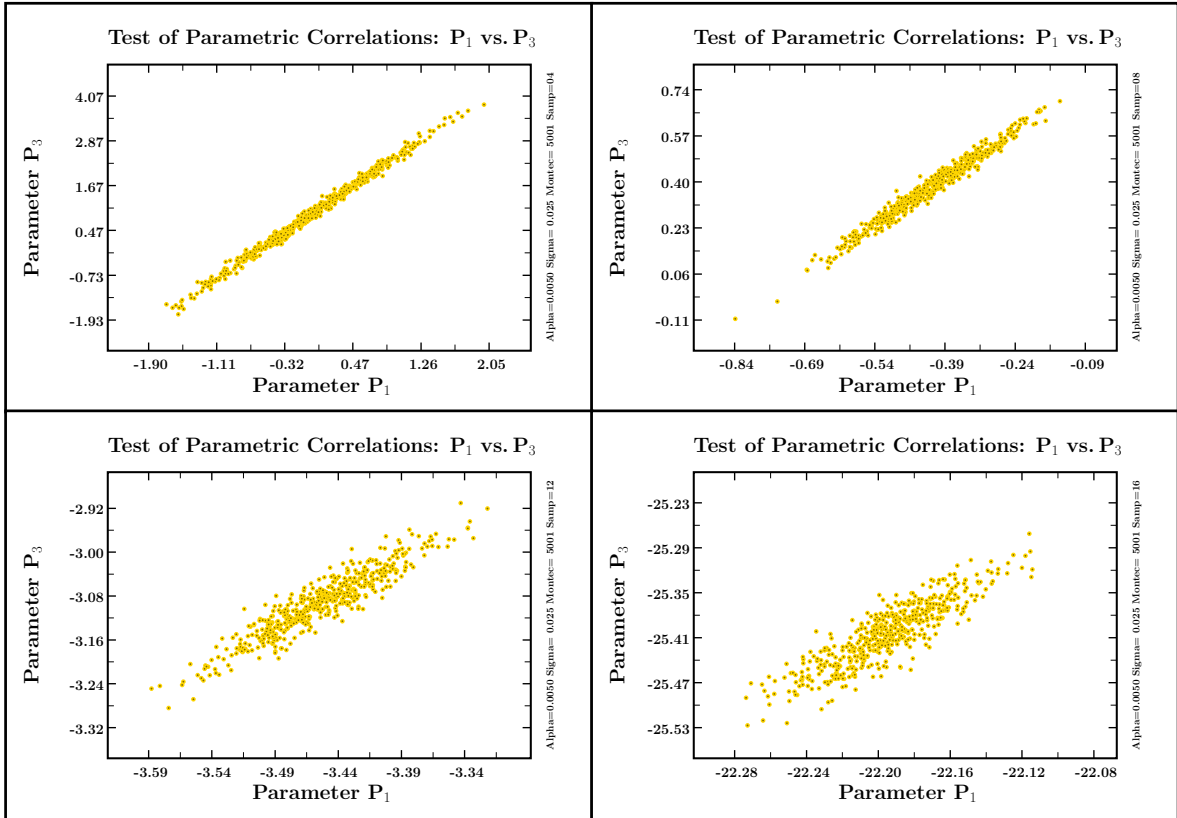 Test of Parametric Correlations: P₁ vs. P₃
4.07
2.87
1.67
0.47
-0.73
-1.93
Parameter P₃
-1.90 -1.11 -0.32 0.47 1.26 2.05
Parameter P₁
Alpha=0.0050 Sigma= 0.025 Montec= 5001 Samp=04
Test of Parametric Correlations: P₁ vs. P₃
0.74
0.57
0.40
0.23
0.06
-0.11
Parameter P₃
-0.84 -0.69 -0.54 -0.39 -0.24 -0.09
Parameter P₁
Alpha=0.0050 Sigma= 0.025 Montec= 5001 Samp=08
Test of Parametric Correlations: P₁ vs. P₃
-2.92
-3.00
-3.08
-3.16
-3.24
-3.32
Parameter P₃
-3.59 -3.54 -3.49 -3.44 -3.39 -3.34
Parameter P₁
Alpha=0.0050 Sigma= 0.025 Montec= 5001 Samp=12
Test of Parametric Correlations: P₁ vs. P₃
-25.23
-25.29
-25.35
-25.41
-25.47
-25.53
Parameter P₃
-22.28 -22.24 -22.20 -22.16 -22.12 -22.08
Parameter P₁
Alpha=0.0050 Sigma= 0.025 Montec= 5001 Samp=16